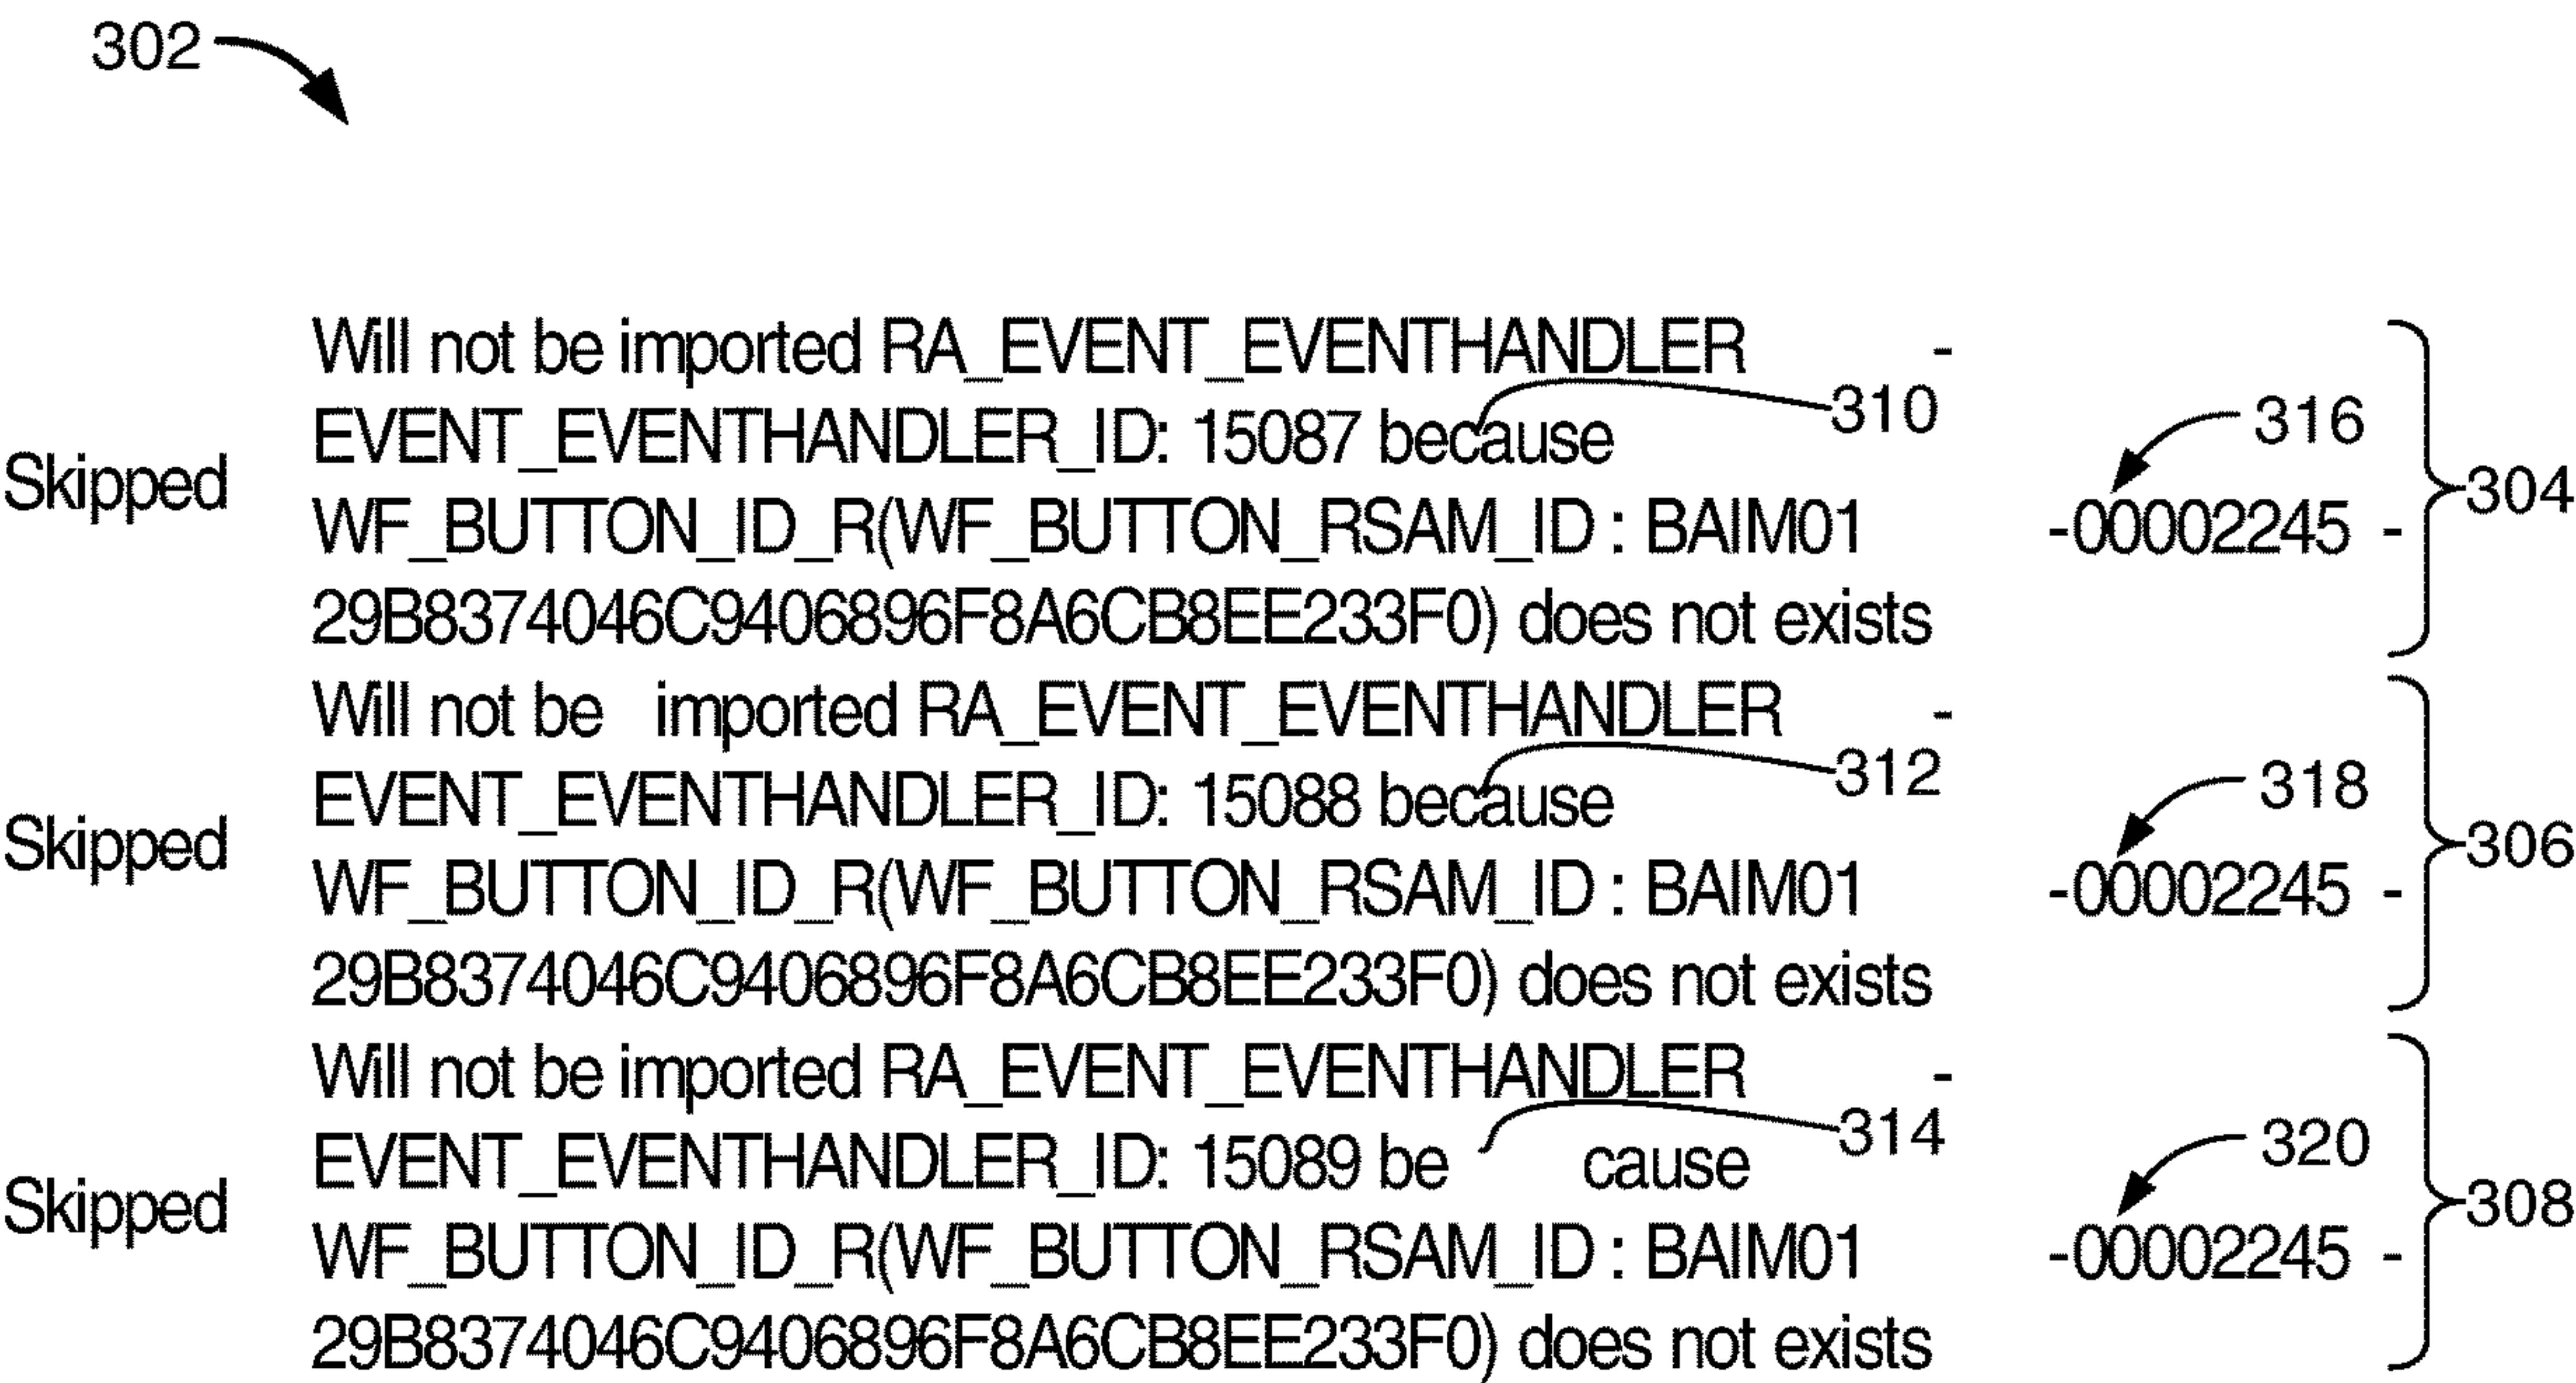 302
Will not be imported RA_EVENT_EVENTHANDLER -
310
EVENT_EVENTHANDLER_ID: 15087 because
316
Skipped
304
WF_BUTTON_ID_R(WF_BUTTON_RSAM_ID : BAIM01 -00002245 -
29B8374046C9406896F8A6CB8EE233F0) does not exists
Will not be imported RA_EVENT_EVENTHANDLER -
312
EVENT_EVENTHANDLER_ID: 15088 because
318
Skipped
306
WF_BUTTON_ID_R(WF_BUTTON_RSAM_ID : BAIM01 -00002245 -
29B8374046C9406896F8A6CB8EE233F0) does not exists
Will not be imported RA_EVENT_EVENTHANDLER -
314
EVENT_EVENTHANDLER_ID: 15089 be cause
320
Skipped
308
WF_BUTTON_ID_R(WF_BUTTON_RSAM_ID : BAIM01 -00002245 -
29B8374046C9406896F8A6CB8EE233F0) does not exists